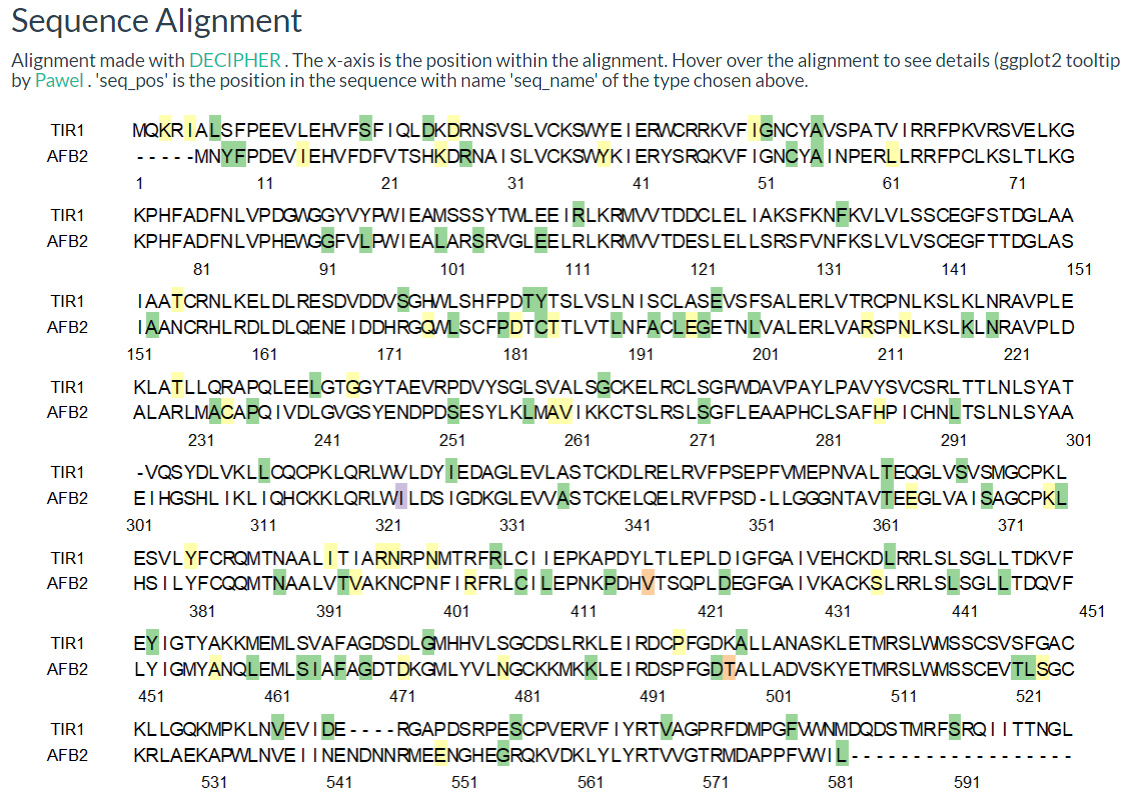 Sequence Alignment
Alignment made with DECIPHER . The x-axis is the position within the alignment. Hover over the alignment to see details (ggplot2 tooltip
by Pawel . 'seq_pos' is the position in the sequence with name 'seq_name' of the type chosen above.
TIR1 MQKRIALSFPEEVLEHVFSFIQLDKDRNSVSLVCKSWYEIERWCRRKVFIGNCYAVSPATVIRRFPKVRSVELKG
AFB2 -----MNYFPDEVIEHVFDFVTSHKDRNAISLVCKSWYKIERYSRQKVFIGNCYAINPERLLRRFPCLKSLTLKG
1 11 21 31 41 51 61 71
TIR1 KPHFADFNLVPDGWGGYVYPWIEAMSSSYTWLEEIRLKRMVVTDDCLELIAKSFKNFKVLVLSSCEGFSTDGLAA
AFB2 KPHFADFNLVPHEWGGFVLPWIEALARSRVGLEELRLKRMVVTDESLELLSRSFVNFKSLVLVSCEGFTTDGLAS
81 91 101 111 121 131 141 151
TIR1 IAATCRNLKELDLRESDVDDVSGHWLSHFPDTYTSLVSLNISCLASEVSFSALERLVTRCPNLKSLKLNRAVPLE
AFB2 IAANCRHLRDLDLQENEIDDHRGQWLSCFPDTCTTLVTLNFACLEGETNLVALERLVARSPNLKSLKLNRAVPLD
151 161 171 181 191 201 211 221
TIR1 KLATLLQRAPQLEELGTGGYTAEVRPDVYSGLSVALSGCKELRCLSGFWDAVPAYLPAVYSVCSRLTTLNLSYAT
AFB2 ALARLMACAPQIVDLGVGSYENDPDSESYLKLMAVIKKCTSLRSLSGFLEAAPHCLSAFHPICHNLTSLNLSYAA
231 241 251 261 271 281 291 301
TIR1 -VQSYDLVKLLCQCPKLQRLWVLDYIEDAGLEVLASTCKDLRELRVFPSEPFVMEPNVALTEQGLVSVSMGCPKL
AFB2 EIHGSHLIKLIQHCKKLQRLWILDSIGDKGLEVVASTCKELQELRVFPSD-LLGGGNTAVTEEGLVAISAGCPKL
301 311 321 331 341 351 361 371
TIR1 ESVLYFCRQMTNAALITIARNRPNMTRFRLCIIEPKAPDYLTLEPLDIGFGAIVEHCKDLRRLSLSGLLTDKVF
AFB2 HSILYFCQQMTNAALVTVAKNCPNFIRFRLCILEPNKPDHVTSQPLDEGFGAIVKACKSLRRLSLSGLLTDQVF
381 391 401 411 421 431 441 451
TIR1 EYIGTYAKKMEMLSVAFAGDSDLGMHHVLSGCDSLRKLEIRDCPFGDKALLANASKLETMRSLWMSSCSVSFGAC
AFB2 LYIGMYANQLEMLSIAFAGDTDKGMLYVLNGCKKMKKLEIRDSPFGDTALLADVSKYETMRSLWMSSCEVTLSGC
451 461 471 481 491 501 511 521
TIR1 KLLGQKMPKLNVEVIDE----RGAPDSRPESCPVERVFIYRTVAGPRFDMPGFVWNMDQDSTMRFSRQIITTNGL
AFB2 KRLAEKAPWLNVEIINENDNNRMEENGHEGRQKVDKLYLYRTVVGTRMDAPPFVWIL------------------
531 541 551 561 571 581 591